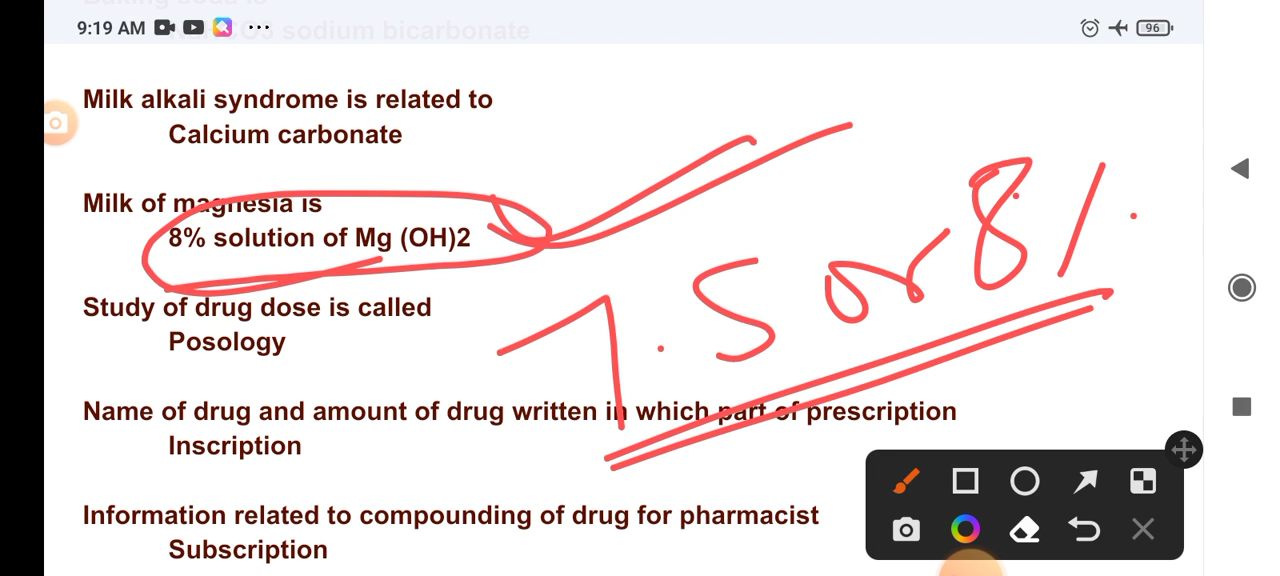 9:19 AM
96
sodium bicarbonate
Milk alkali syndrome is related to
Calcium carbonate
Milk of magnesia is
8% solution of Mg (OH)2
7.5 or 8%
Study of drug dose is called
Posology
Name of drug and amount of drug written in which part of prescription
Inscription
Information related to compounding of drug for pharmacist
Subscription